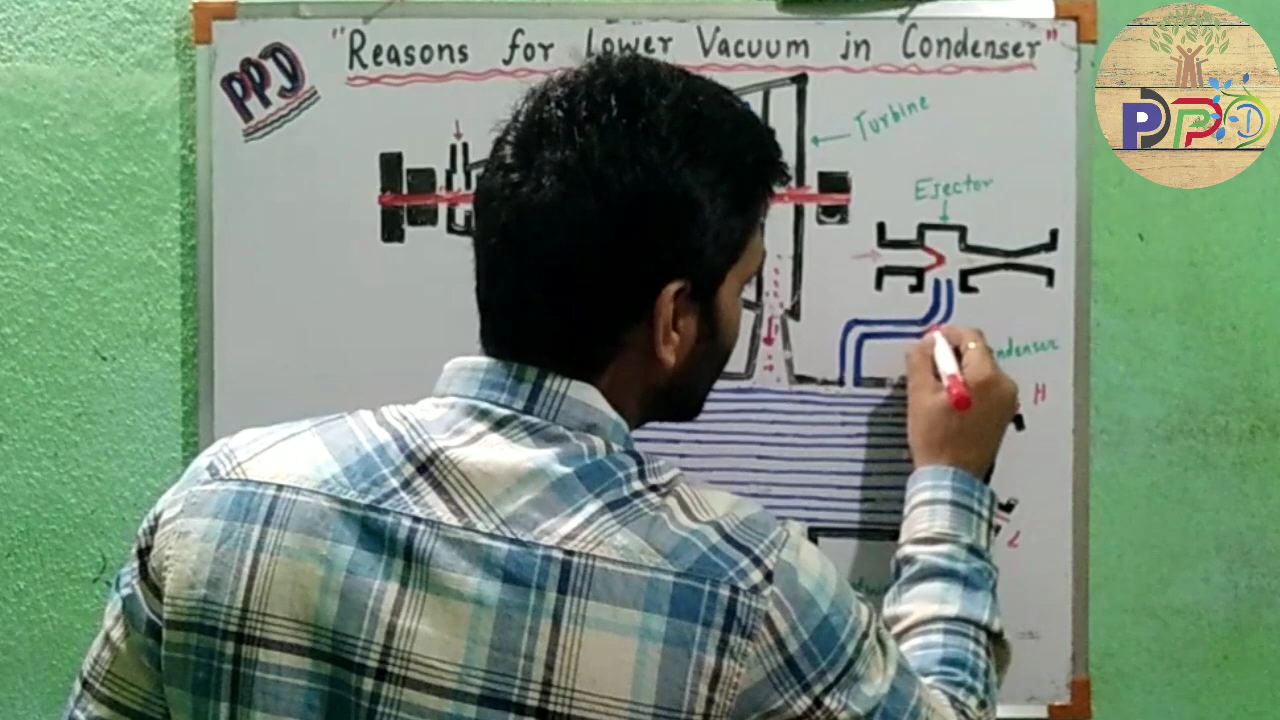 "Reasons for Lower Vacuum in Condenser"
PPD
PPD
Turbine
Ejector
H
L